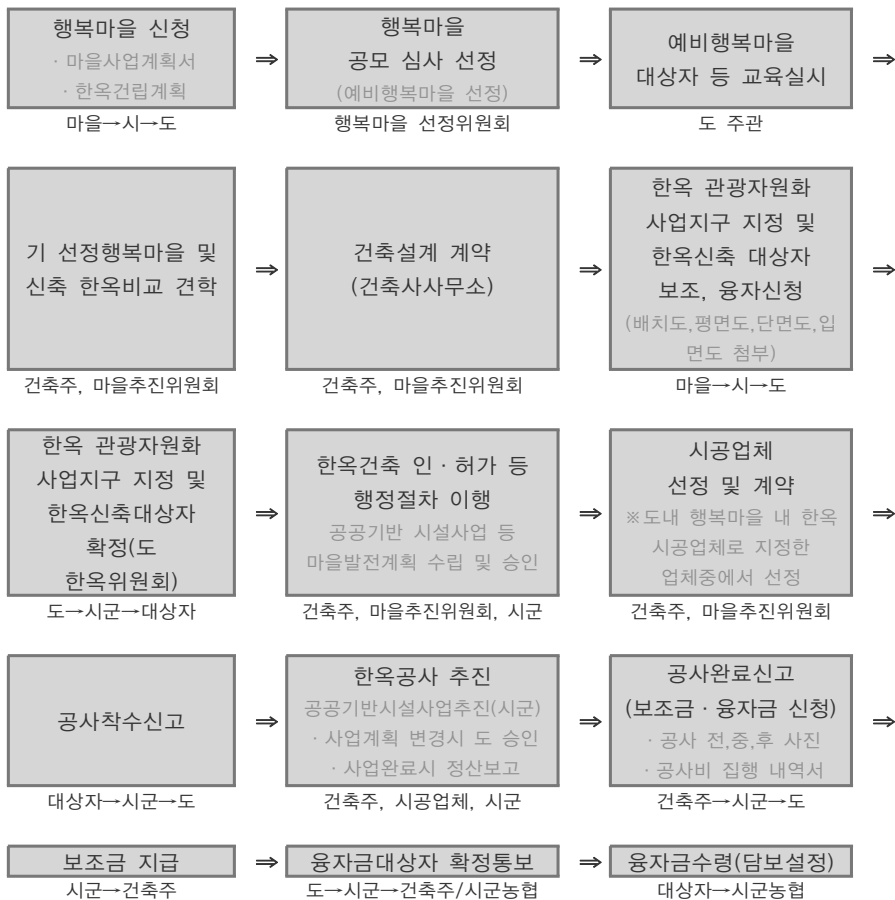 행복마을 신청
· 마을사업계획서
· 한옥건립계획
마을→시→도
⇒
행복마을
공모 심사 선정
(예비행복마을 선정)
행복마을 선정위원회
⇒
예비행복마을
대상자 등 교육실시
도 주관
⇒
기 선정행복마을 및
신축 한옥비교 견학
건축주, 마을추진위원회
⇒
건축설계 계약
(건축사사무소)
건축주, 마을추진위원회
⇒
한옥 관광자원화
사업지구 지정 및
한옥신축 대상자
보조, 융자신청
(배치도,평면도,단면도,입
면도 첨부)
마을→시→도
⇒
한옥 관광자원화
사업지구 지정 및
한옥신축대상자
확정(도
한옥위원회)
도→시군→대상자
⇒
한옥건축 인·허가 등
행정절차 이행
공공기반 시설사업 등
마을발전계획 수립 및 승인
건축주, 마을추진위원회, 시군
⇒
시공업체
선정 및 계약
※도내 행복마을 내 한옥
시공업체로 지정한
업체중에서 선정
건축주, 마을추진위원회
⇒
공사착수신고
대상자→시군→도
⇒
한옥공사 추진
공공기반시설사업추진(시군)
· 사업계획 변경시 도 승인
· 사업완료시 정산보고
건축주, 시공업체, 시군
⇒
공사완료신고
(보조금·융자금 신청)
· 공사 전,중,후 사진
· 공사비 집행 내역서
건축주→시군→도
⇒
보조금 지급
시군→건축주
⇒
융자금대상자 확정통보
도→시군→건축주/시군농협
⇒
융자금수령(담보설정)
대상자→시군농협